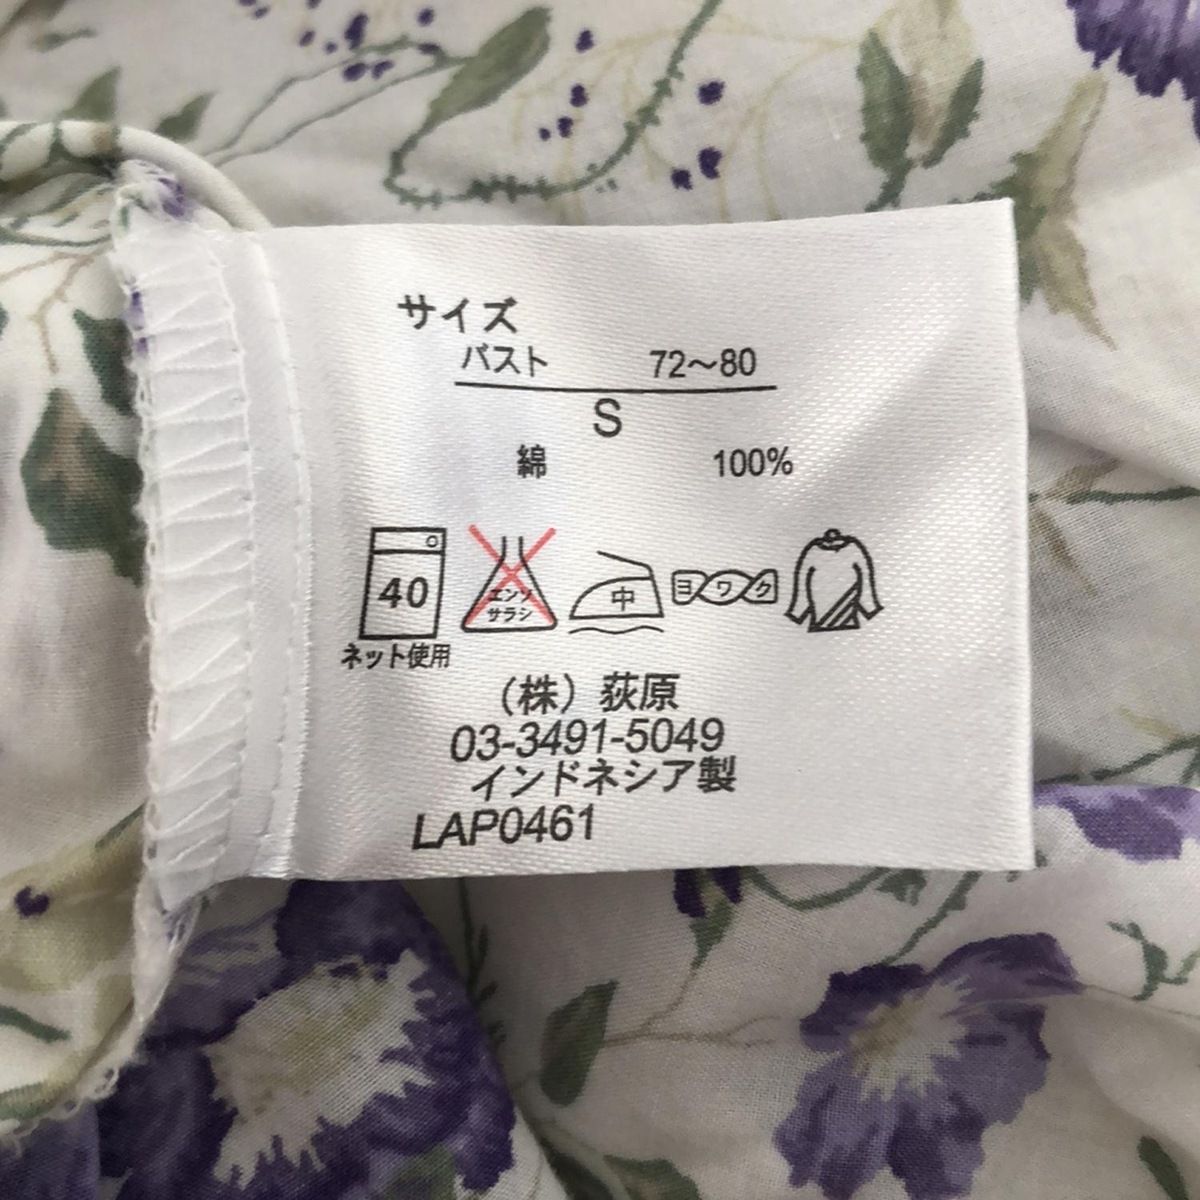 サイズ
バスト 72～80
S
綿 100%
40 エンソ サラシ 中 ヨワク
ネット使用
（株）荻原
03-3491-5049
インドネシア製
LAP0461